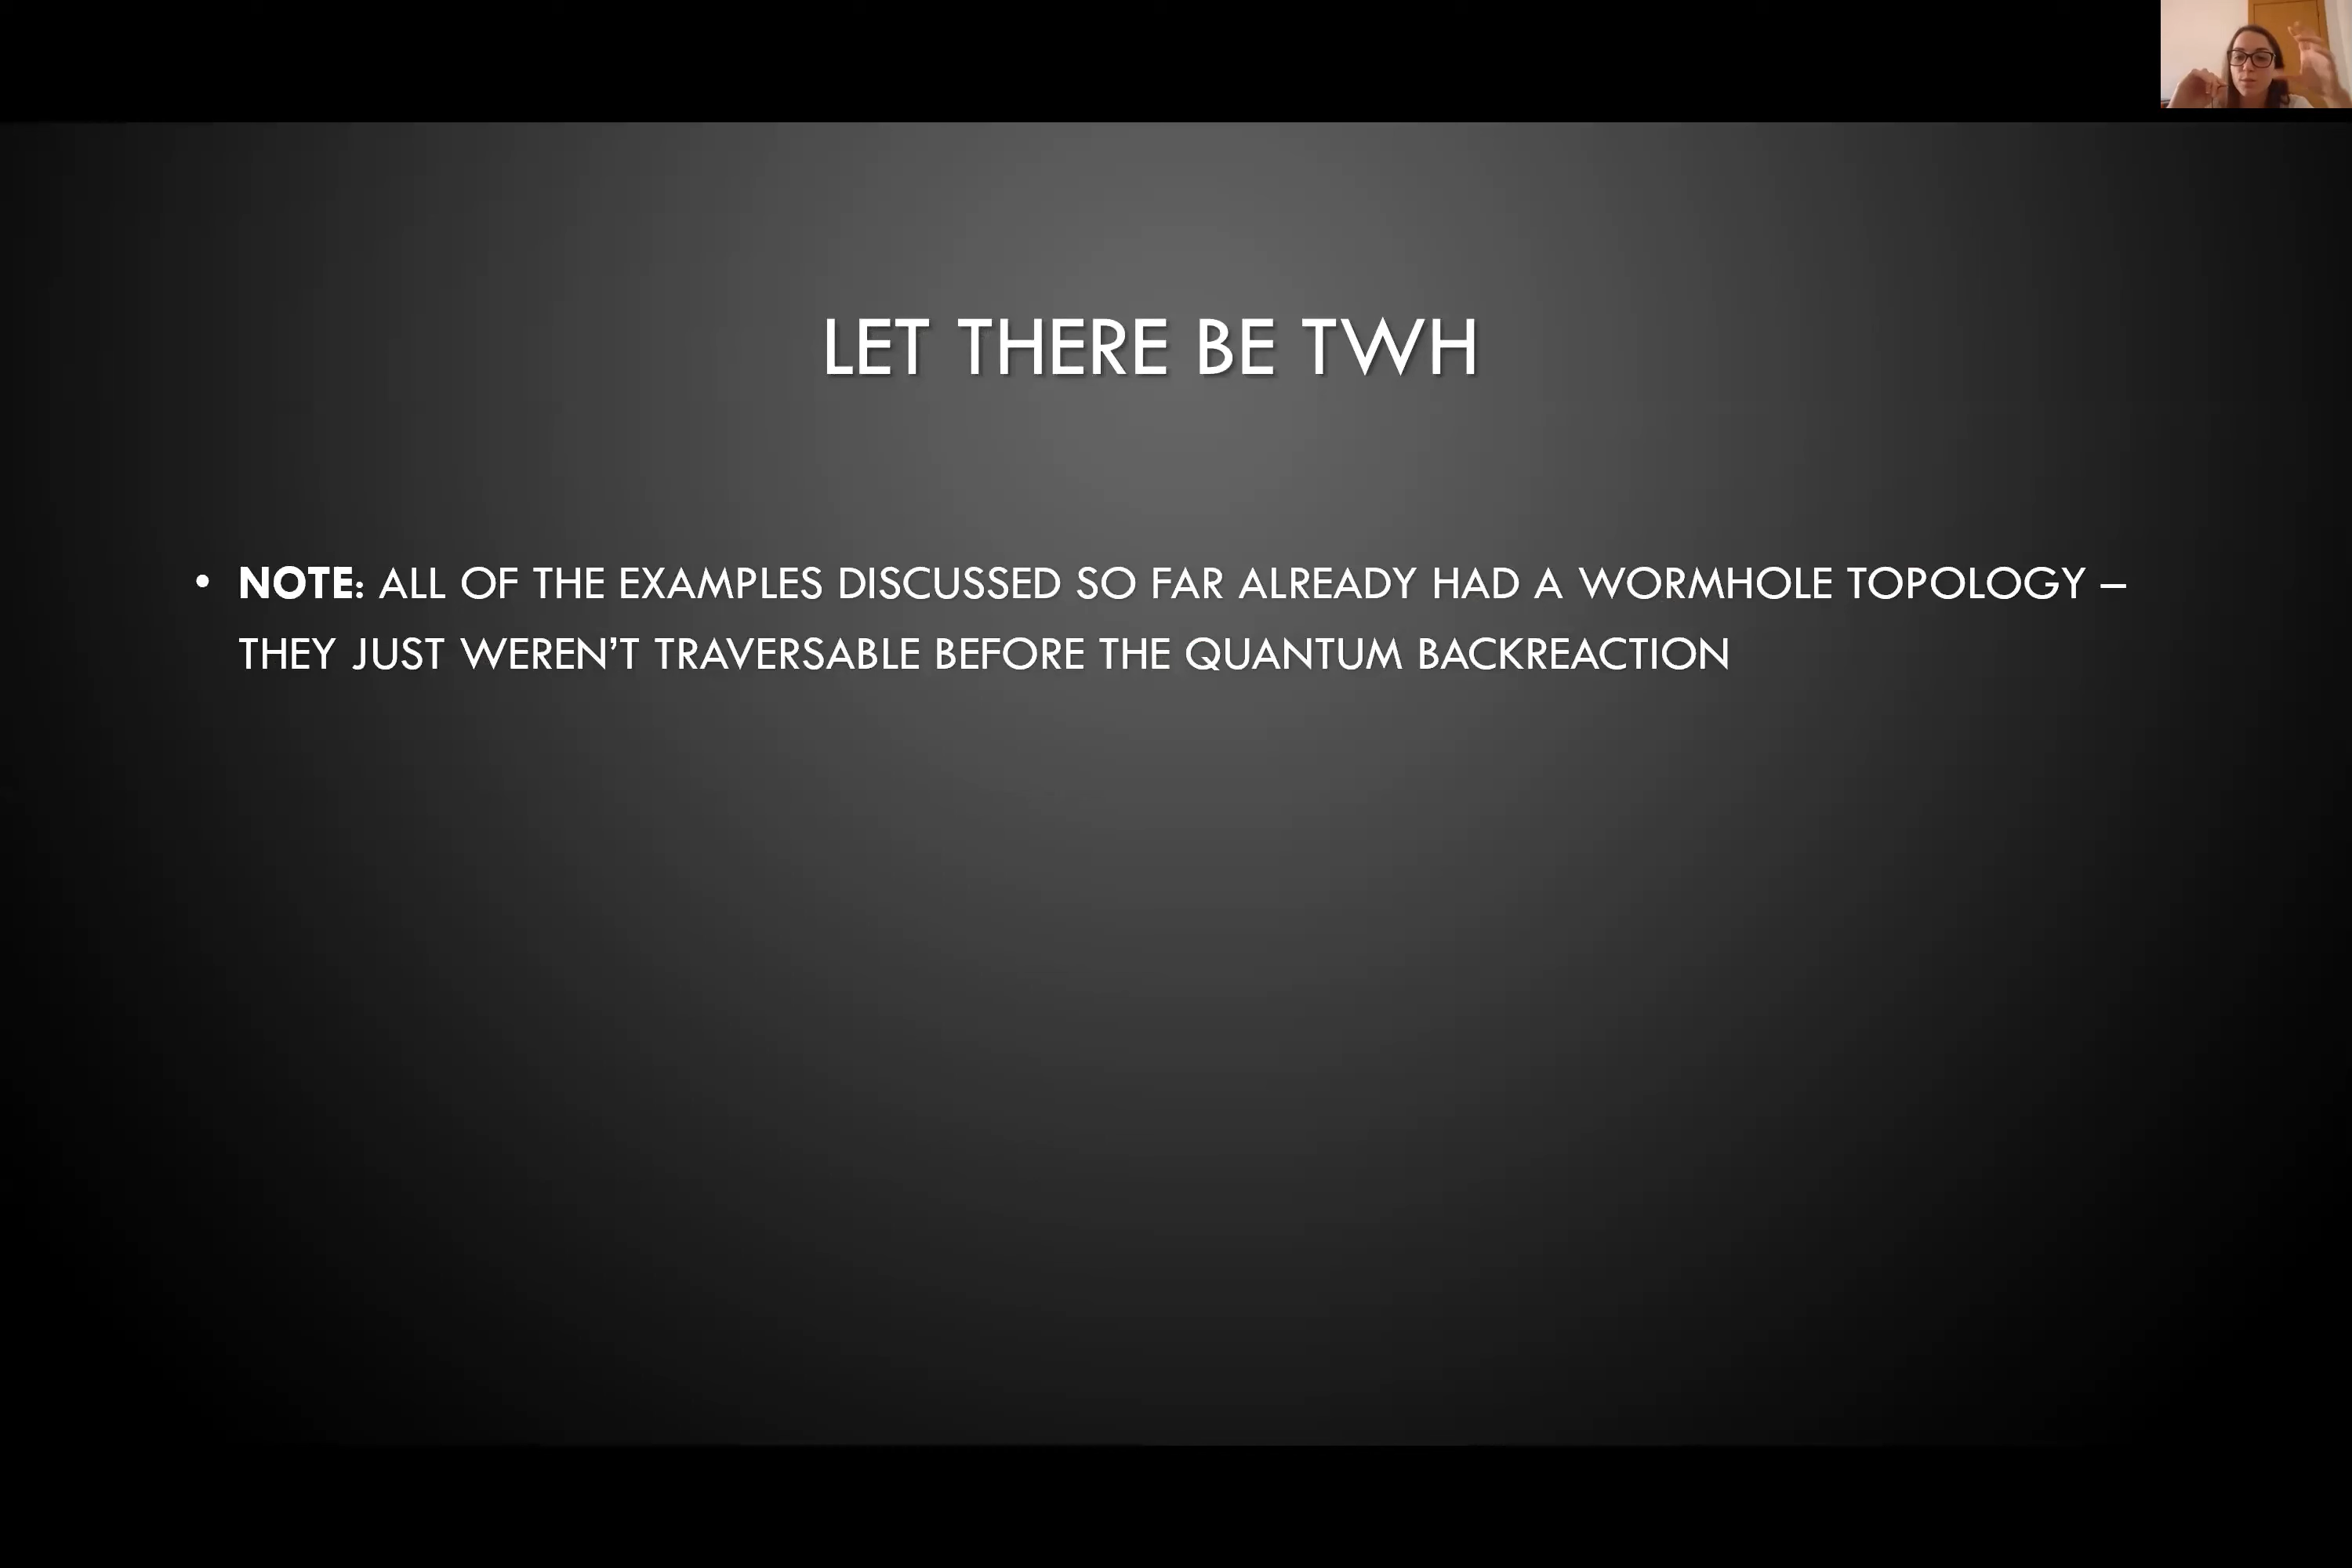 LET THERE BE TWH
• NOTE: ALL OF THE EXAMPLES DISCUSSED SO FAR ALREADY HAD A WORMHOLE TOPOLOGY –
THEY JUST WEREN’T TRAVERSABLE BEFORE THE QUANTUM BACKREACTION